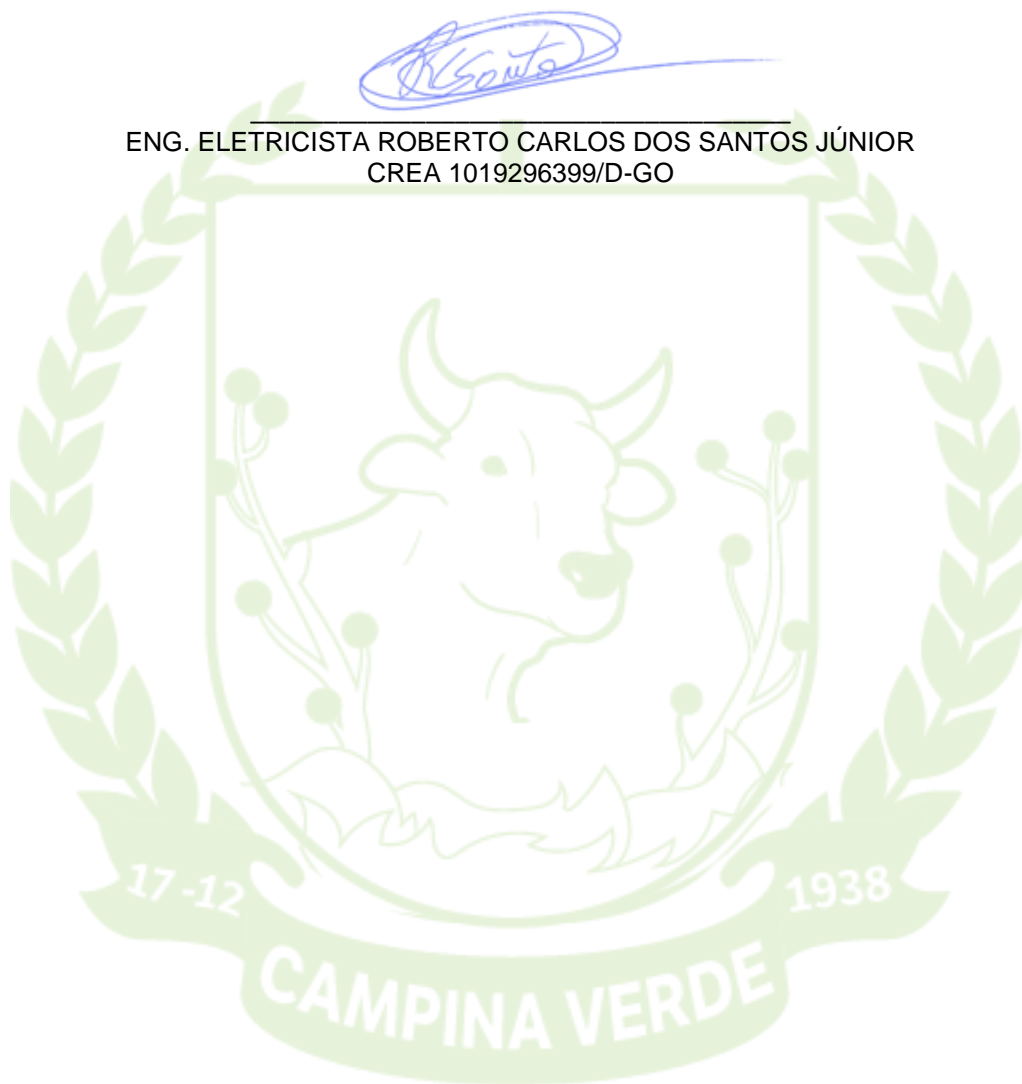 ENG. ELETRICISTA ROBERTO CARLOS DOS SANTOS JÚNIOR
CREA 1019296399/D-GO
17-12
1938
CAMPINA VERDE